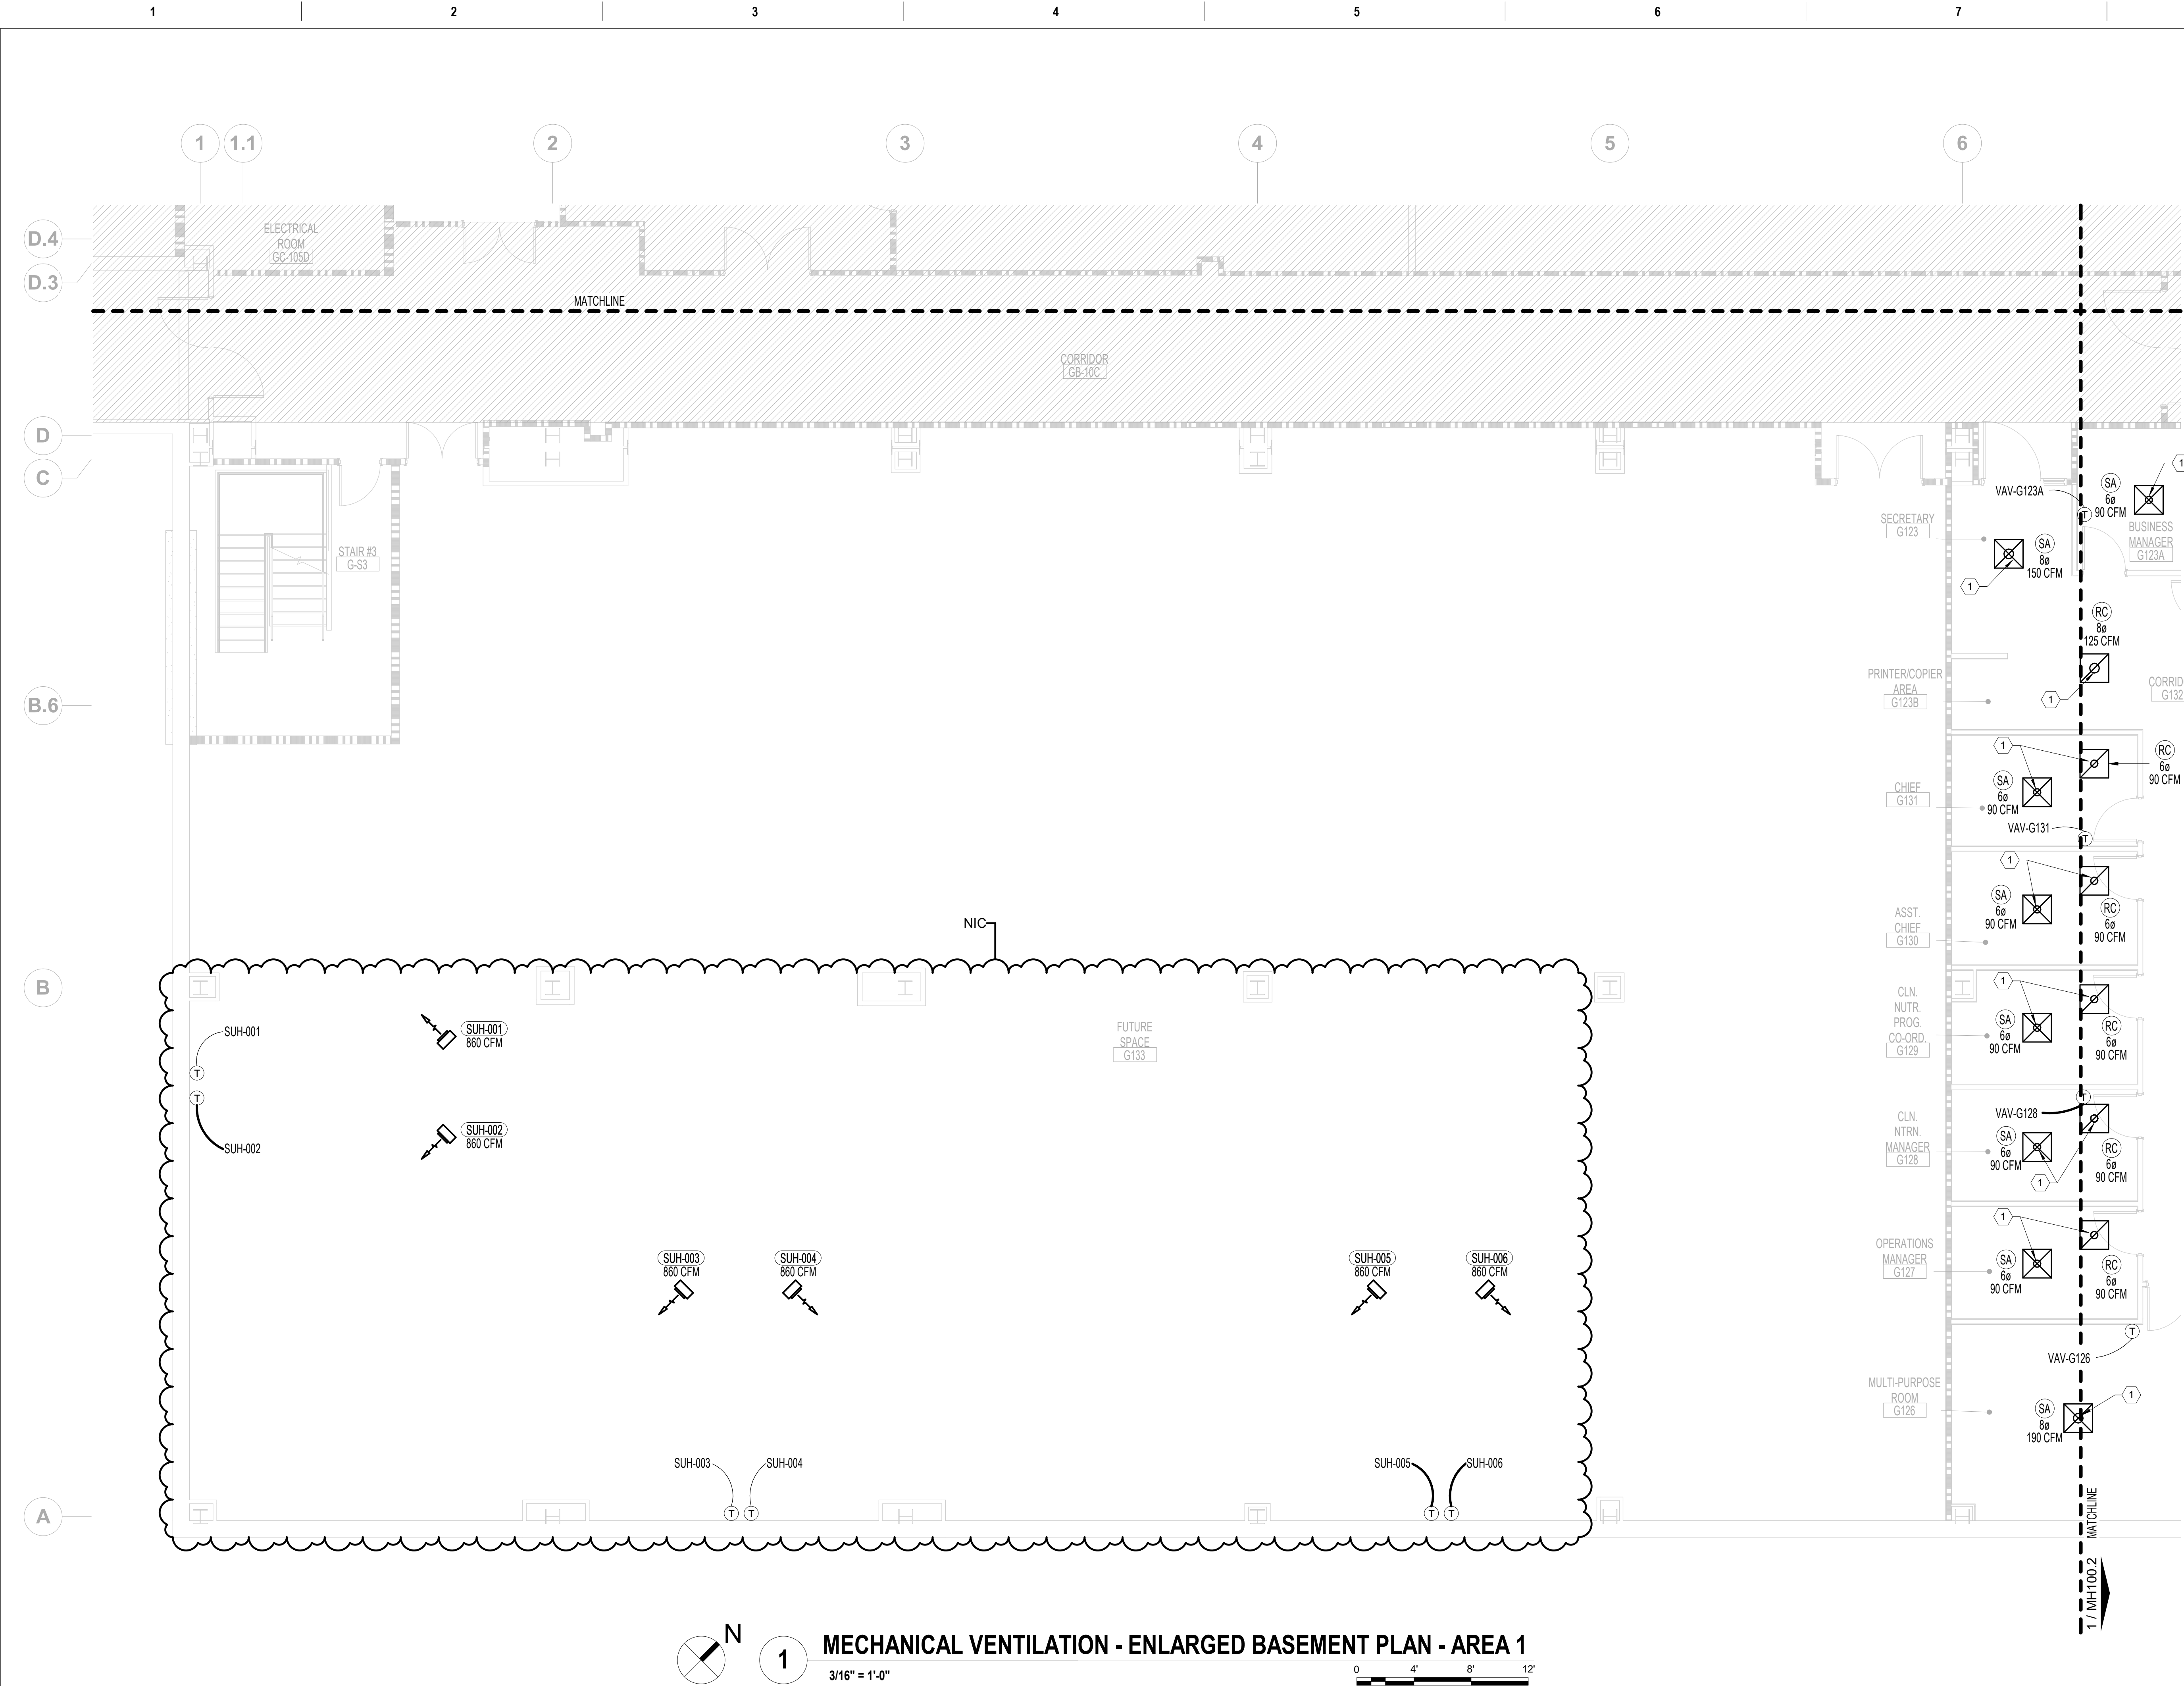 1 2 3 4 5 6 7
1 1.1 2 3 4 5 6
D.4
D.3
D
C
B.6
B
A
ELECTRICAL
ROOM
GC-105D
MATCHLINE
CORRIDOR
GB-10C
STAIR #3
G-S3
SECRETARY
G123
VAV-G123A
T
SA
6ø
90 CFM
1
BUSINESS
MANAGER
G123A
SA
8ø
150 CFM
1
RC
8ø
125 CFM
1
PRINTER/COPIER
AREA
G123B
CORRID
G132
1
RC
6ø
90 CFM
SA
6ø
90 CFM
CHIEF
G131
VAV-G131
T
1
SA
6ø
90 CFM
RC
6ø
90 CFM
ASST.
CHIEF
G130
NIC
1
SA
6ø
90 CFM
RC
6ø
90 CFM
CLN.
NUTR.
PROG.
CO-ORD.
G129
FUTURE
SPACE
G133
SUH-001
T
T
SUH-002
SUH-001
860 CFM
SUH-002
860 CFM
VAV-G128
T
SA
6ø
90 CFM
RC
6ø
90 CFM
1
CLN.
NTRN.
MANAGER
G128
SUH-003
860 CFM
SUH-004
860 CFM
SUH-005
860 CFM
SUH-006
860 CFM
1
SA
6ø
90 CFM
RC
6ø
90 CFM
OPERATIONS
MANAGER
G127
T
VAV-G126
MULTI-PURPOSE
ROOM
G126
SA
8ø
190 CFM
1
SUH-003 SUH-004
T T
SUH-005 SUH-006
T T
MATCHLINE
1 / MH100.2
N
1
MECHANICAL VENTILATION - ENLARGED BASEMENT PLAN - AREA 1
3/16" = 1'-0"
0 4' 8' 12'